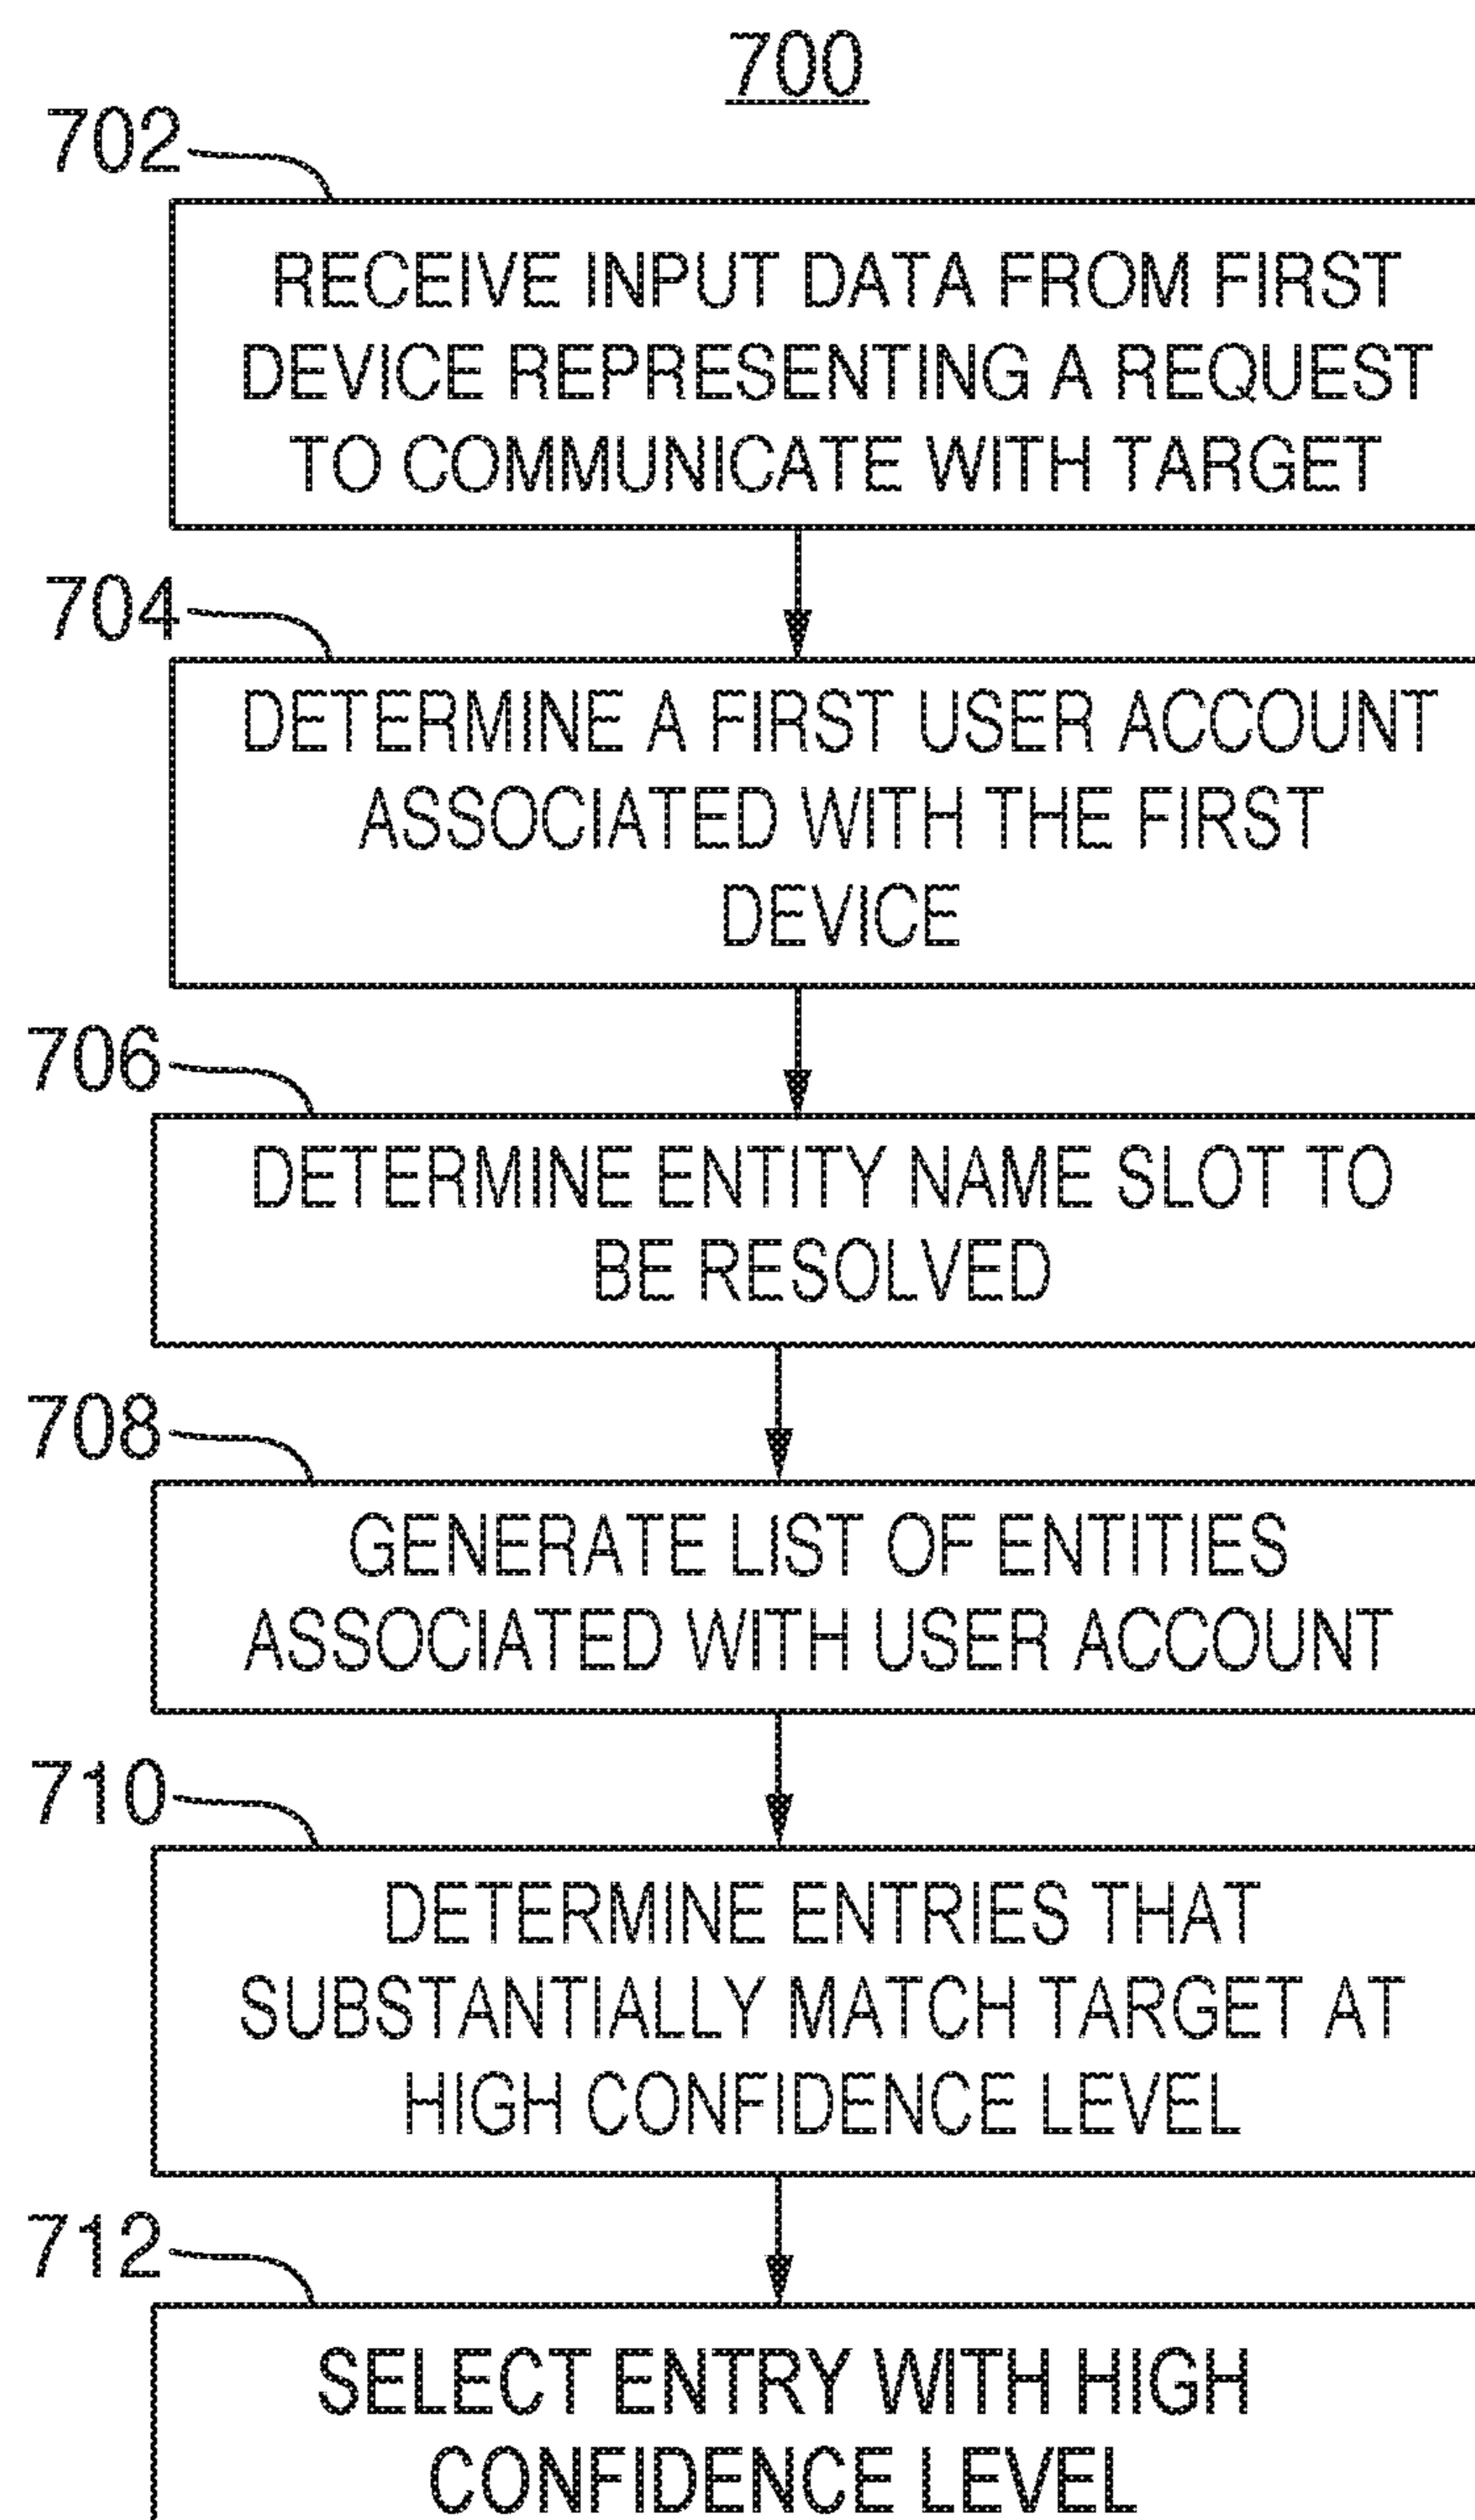 700
702
RECEIVE INPUT DATA FROM FIRST
DEVICE REPRESENTING A REQUEST
TO COMMUNICATE WITH TARGET
704
DETERMINE A FIRST USER ACCOUNT
ASSOCIATED WITH THE FIRST
DEVICE
706
DETERMINE ENTITY NAME SLOT TO
BE RESOLVED
708
GENERATE LIST OF ENTITIES
ASSOCIATED WITH USER ACCOUNT
710
DETERMINE ENTRIES THAT
SUBSTANTIALLY MATCH TARGET AT
HIGH CONFIDENCE LEVEL
712
SELECT ENTRY WITH HIGH
CONFIDENCE LEVEL